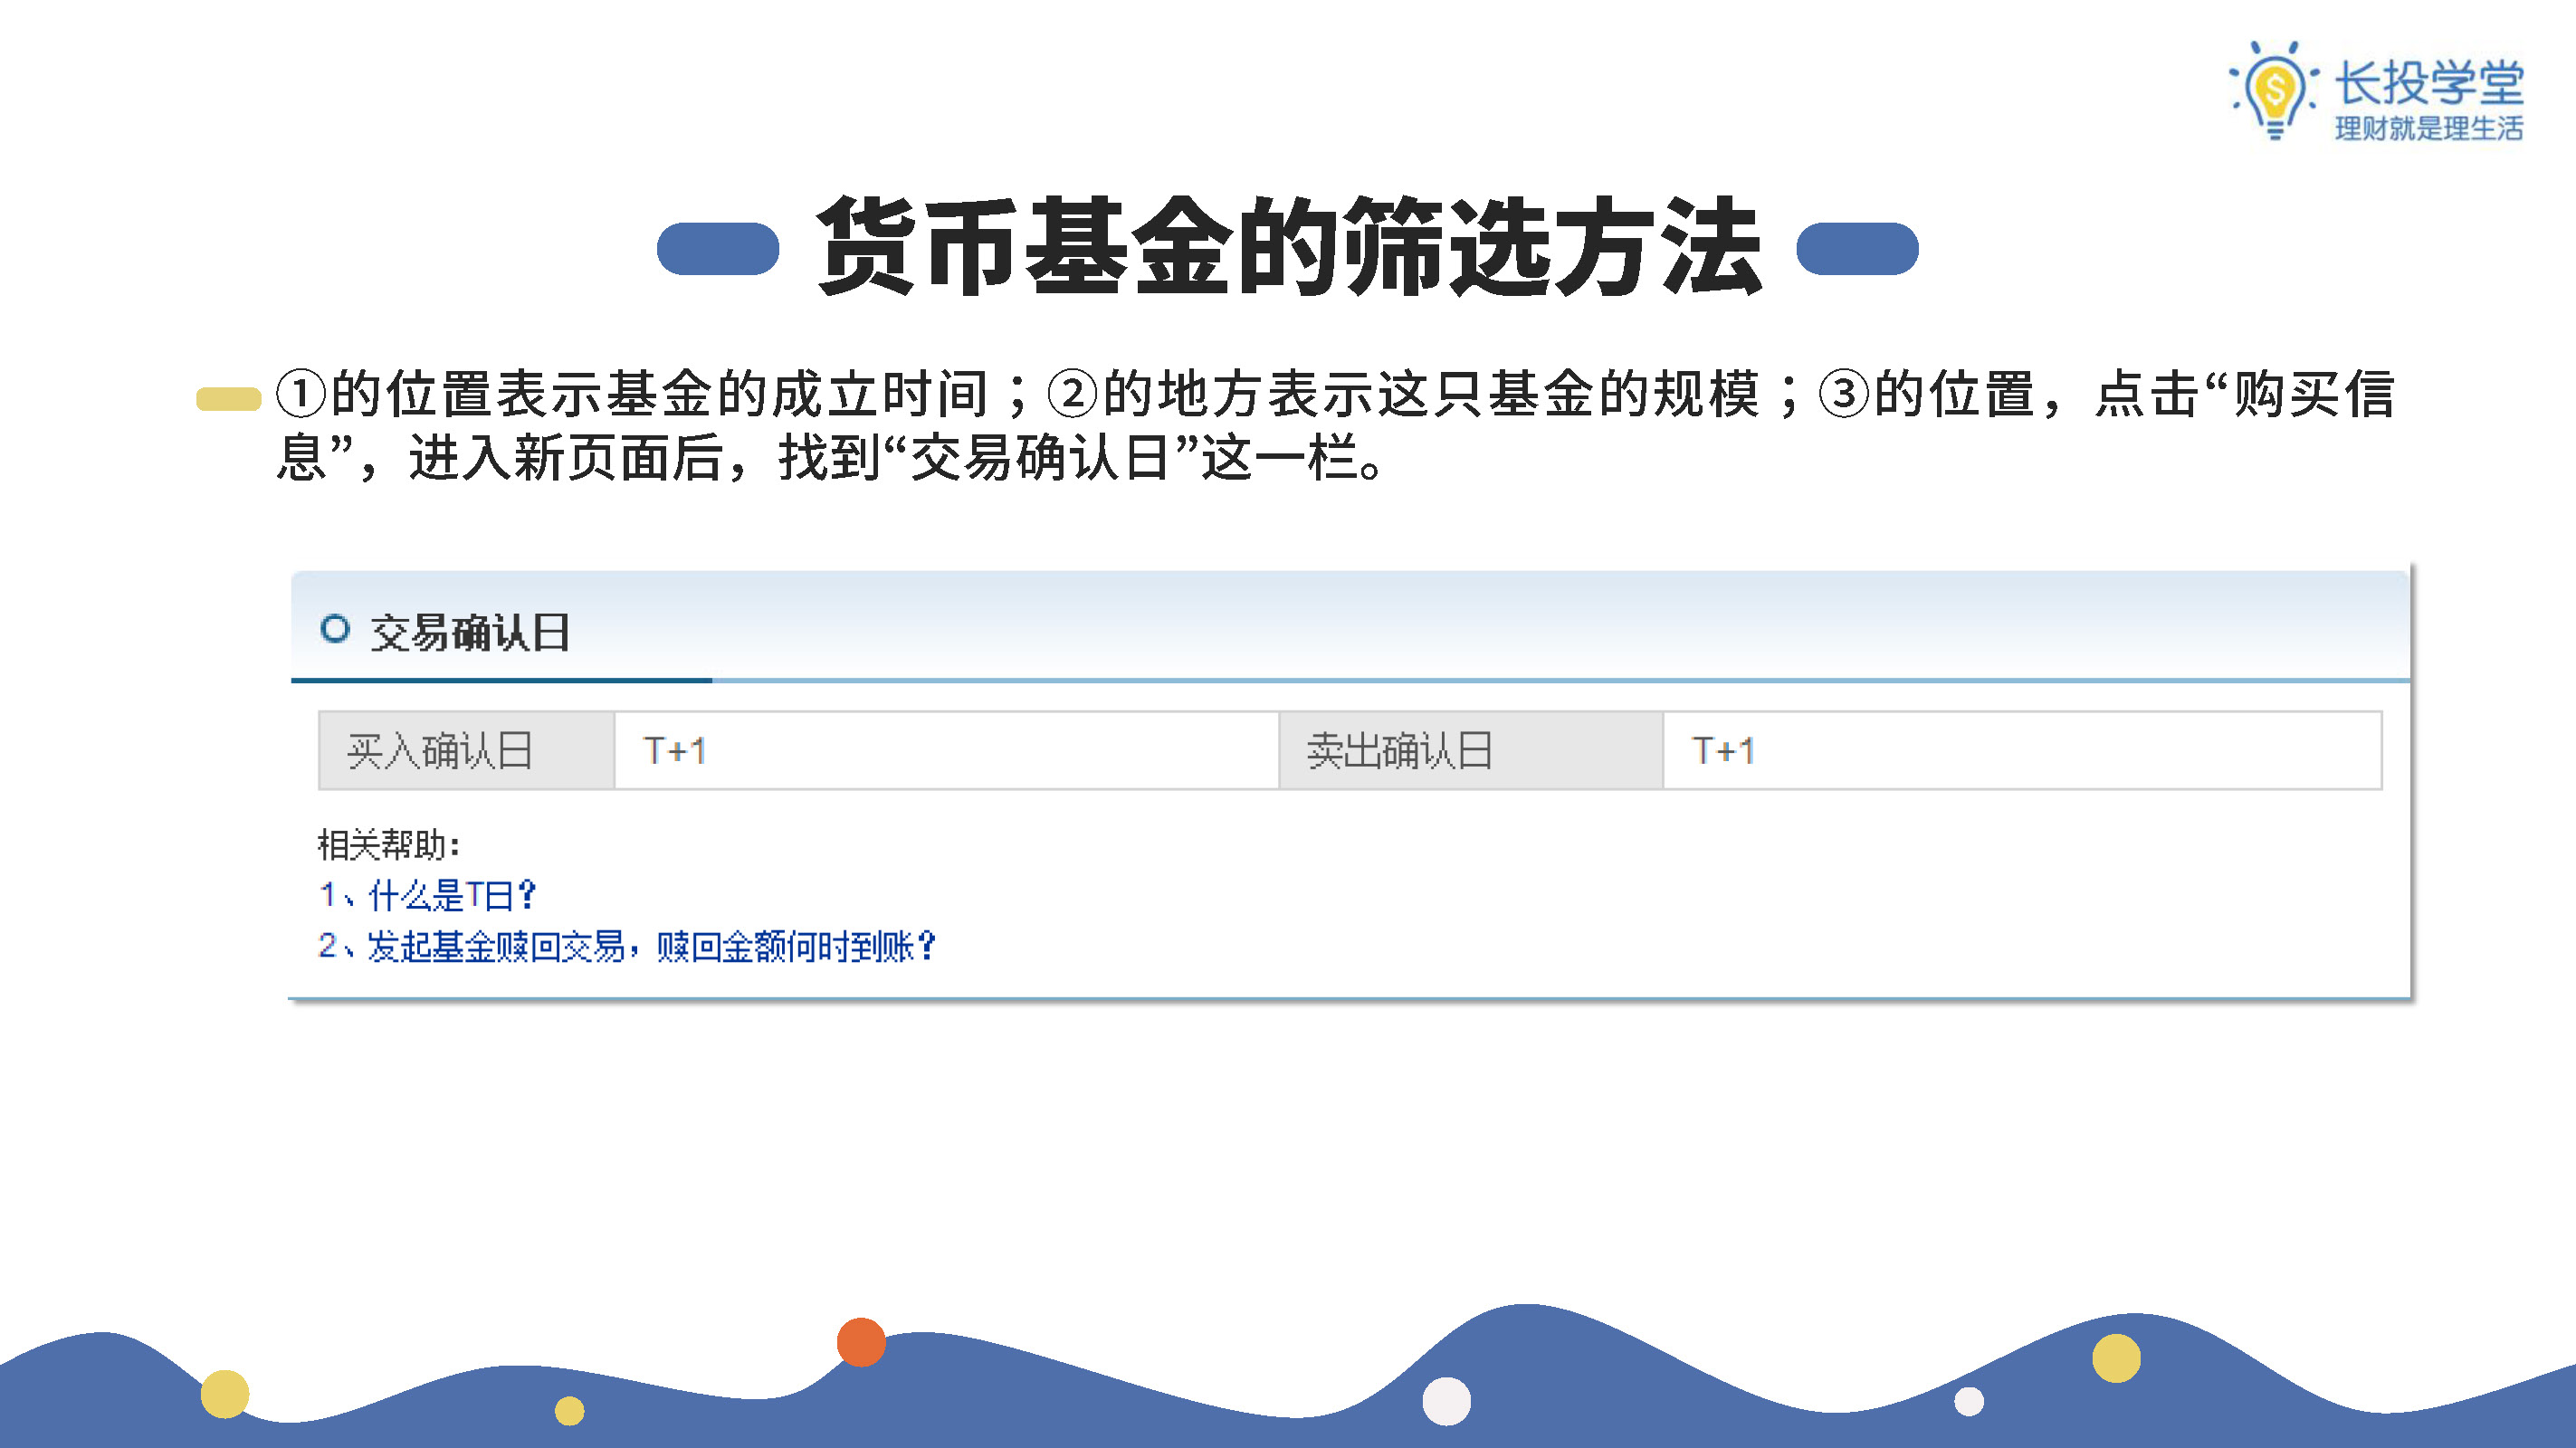 长投学堂
理财就是理生活
货币基金的筛选方法
①的位置表示基金的成立时间；②的地方表示这只基金的规模；③的位置，点击“购买信
息”，进入新页面后，找到“交易确认日”这一栏。
交易确认日
买入确认日 T+1 卖出确认日 T+1
相关帮助：
1、什么是T日？
2、发起基金赎回交易，赎回金额何时到账？